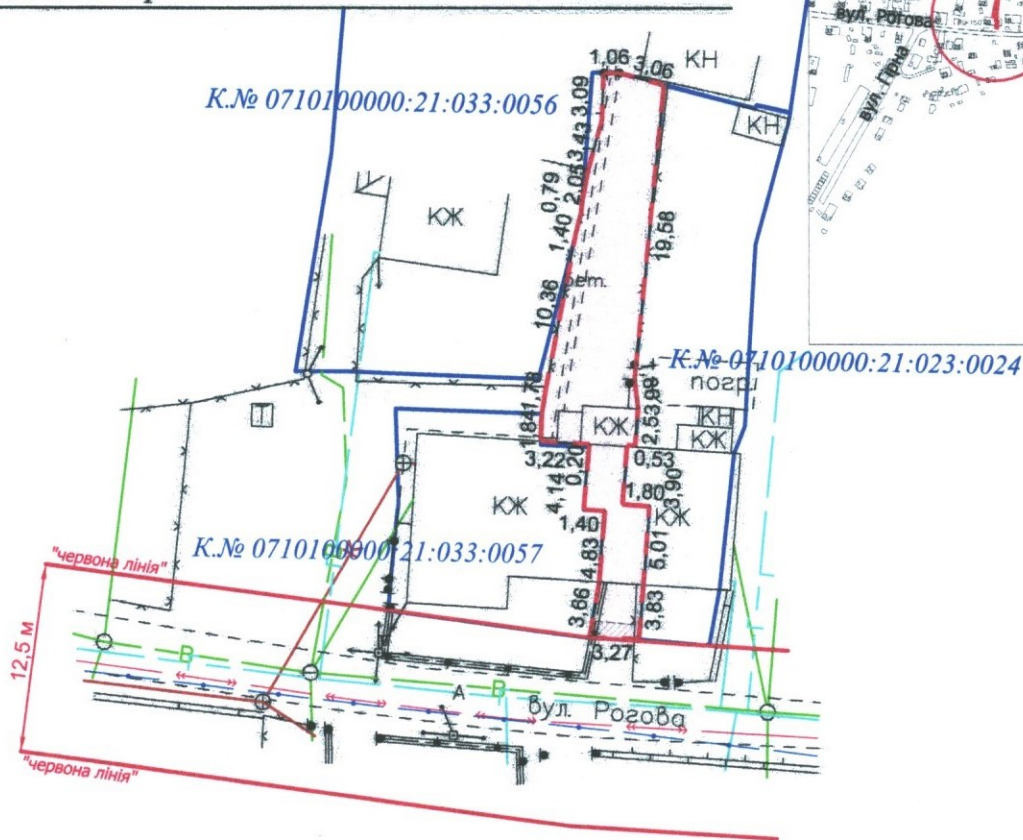 вул. Рогова
вул. Гірна
1,06
3,06
КН
К.№ 0710100000:21:033:0056
3,09
КН
3,43
2,05
0,79
КЖ
1,40
19,58
бет.
10,36
К.№ 0710100000:21:023:0024
погр.
1,78
1,84
КЖ
2,53
КН
КЖ
Т
3,22
0,20
0,53
4,14
КЖ
1,80
3,90
1,40
КЖ
К.№ 0710100000:21:033:0057
4,83
5,01
"червона лінія"
3,66
3,83
12,5 м
3,27
В
В
А
вул. Рогова
"червона лінія"